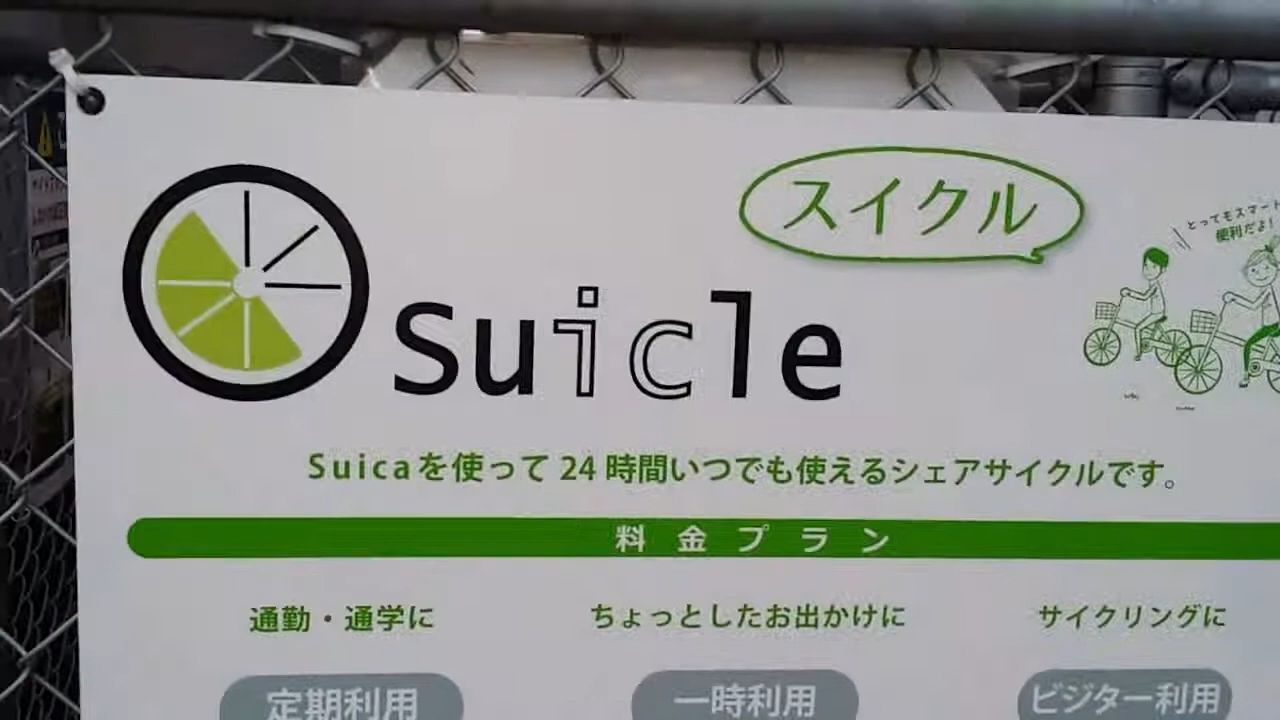 スイクル
suicle
とってもスマート
便利だよ!
Suicaを使って24時間いつでも使えるシェアサイクルです。
料金プラン
通勤・通学に
ちょっとしたお出かけに
サイクリングに
定期利用
一時利用
ビジター利用